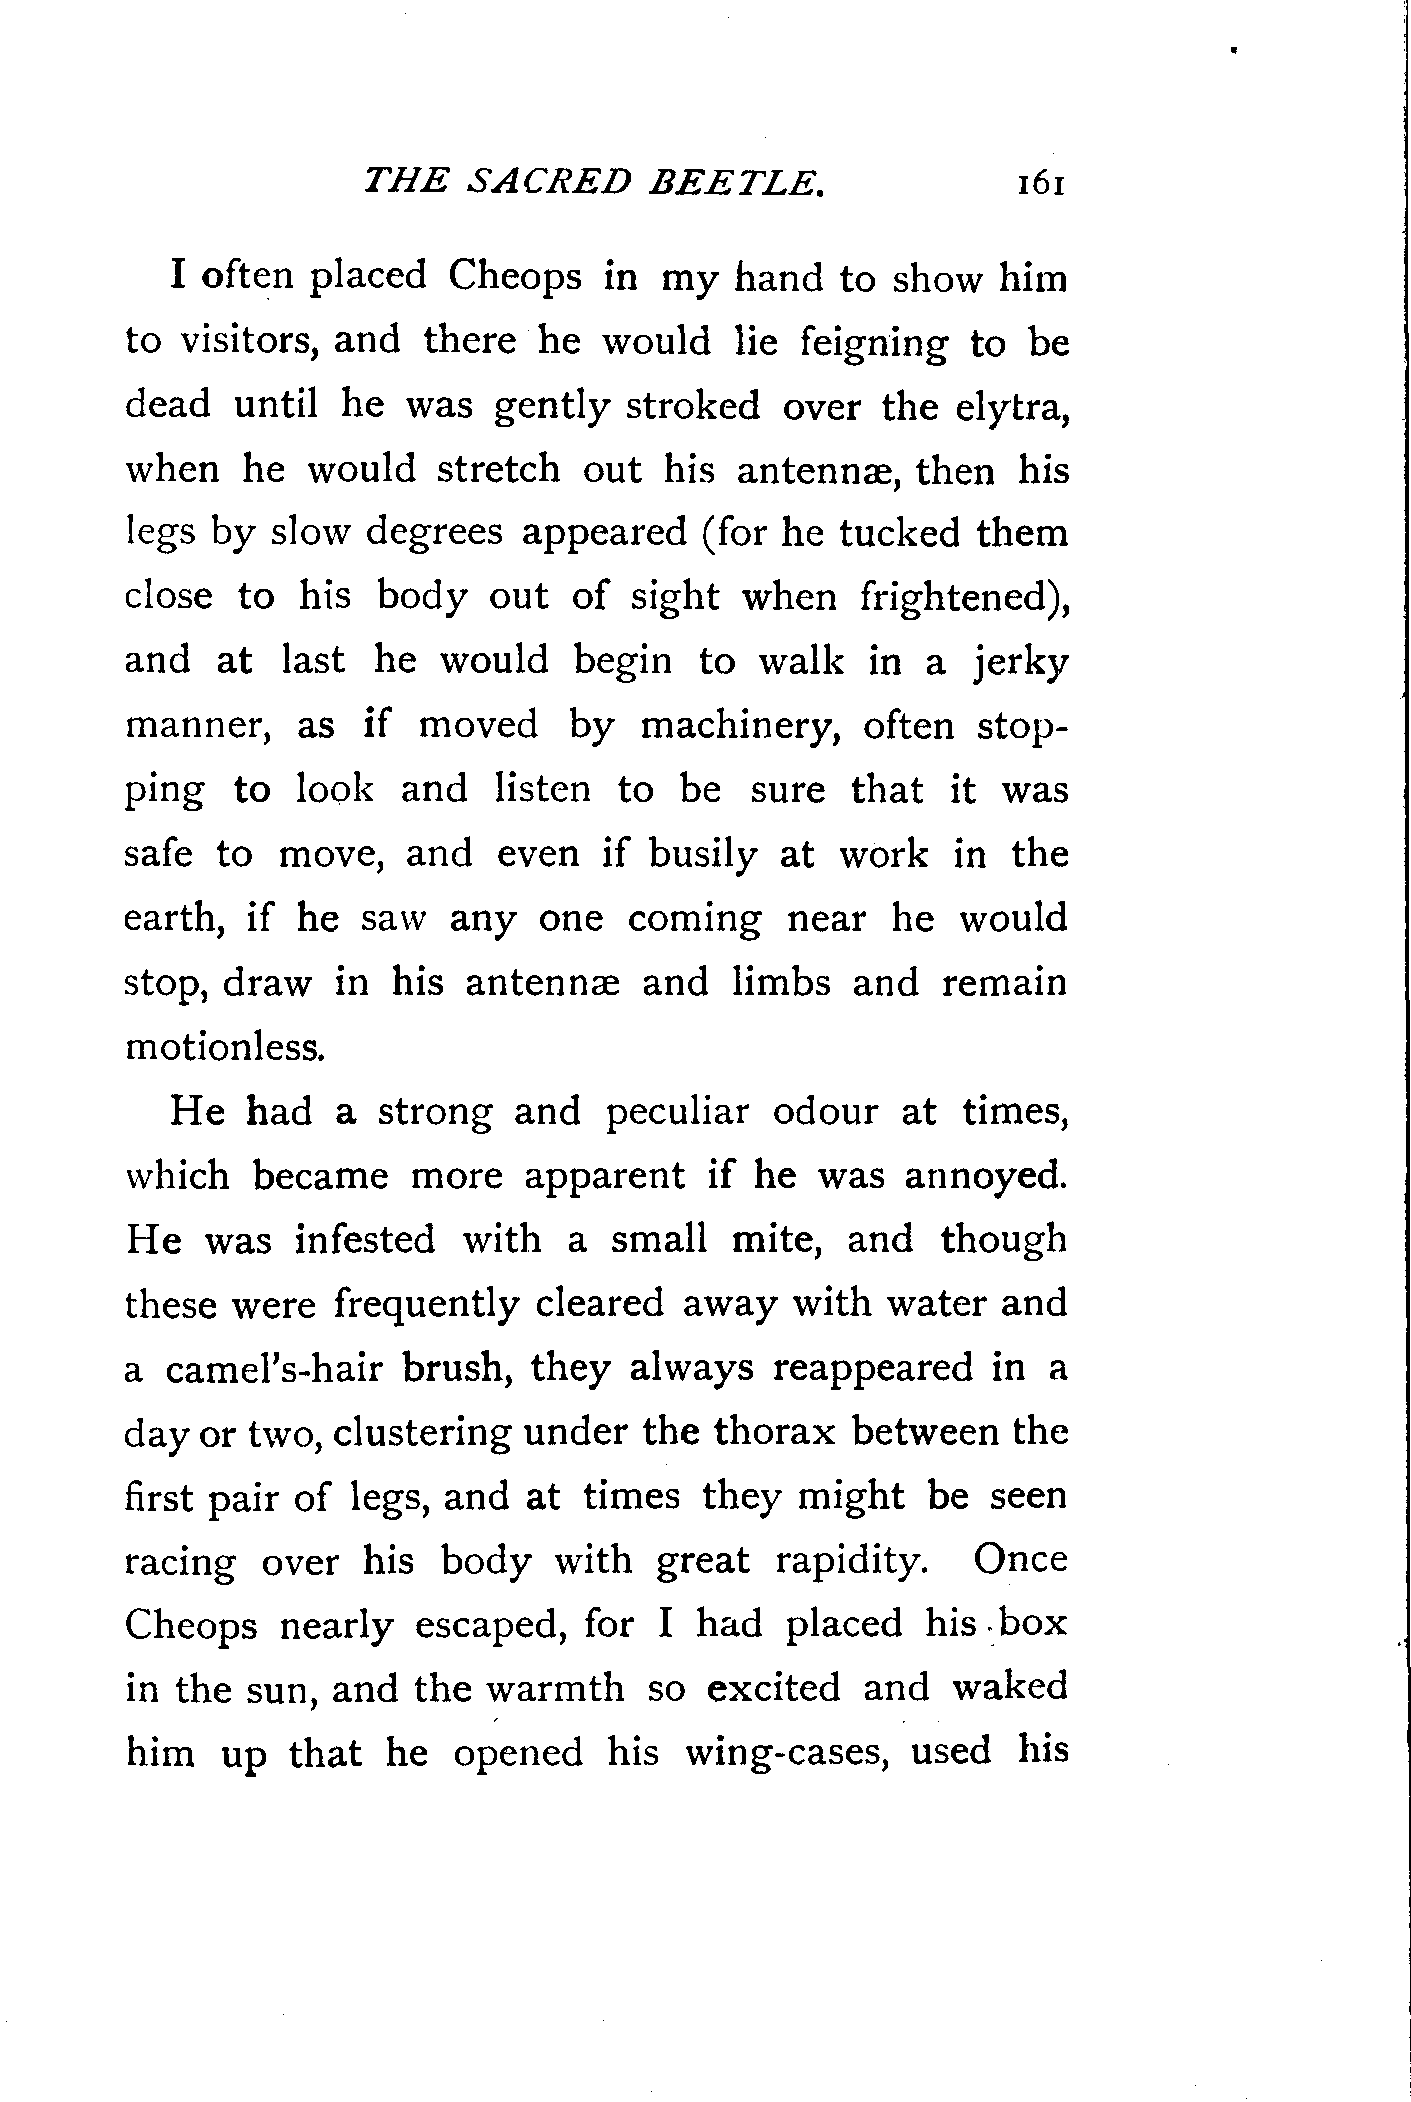 THE SACRED BEETLE. 161
I often placed Cheops in my hand to show him
to visitors, and there he would lie feigning to be
dead until he was gently stroked over the elytra,
when he would stretch out his antennæ, then his
legs by slow degrees appeared (for he tucked them
close to his body out of sight when frightened),
and at last he would begin to walk in a jerky
manner, as if moved by machinery, often stop-
ping to look and listen to be sure that it was
safe to move, and even if busily at work in the
earth, if he saw any one coming near he would
stop, draw in his antennæ and limbs and remain
motionless.
He had a strong and peculiar odour at times,
which became more apparent if he was annoyed.
He was infested with a small mite, and though
these were frequently cleared away with water and
a camel's-hair brush, they always reappeared in a
day or two, clustering under the thorax between the
first pair of legs, and at times they might be seen
racing over his body with great rapidity. Once
Cheops nearly escaped, for I had placed his box
in the sun, and the warmth so excited and waked
him up that he opened his wing-cases, used his